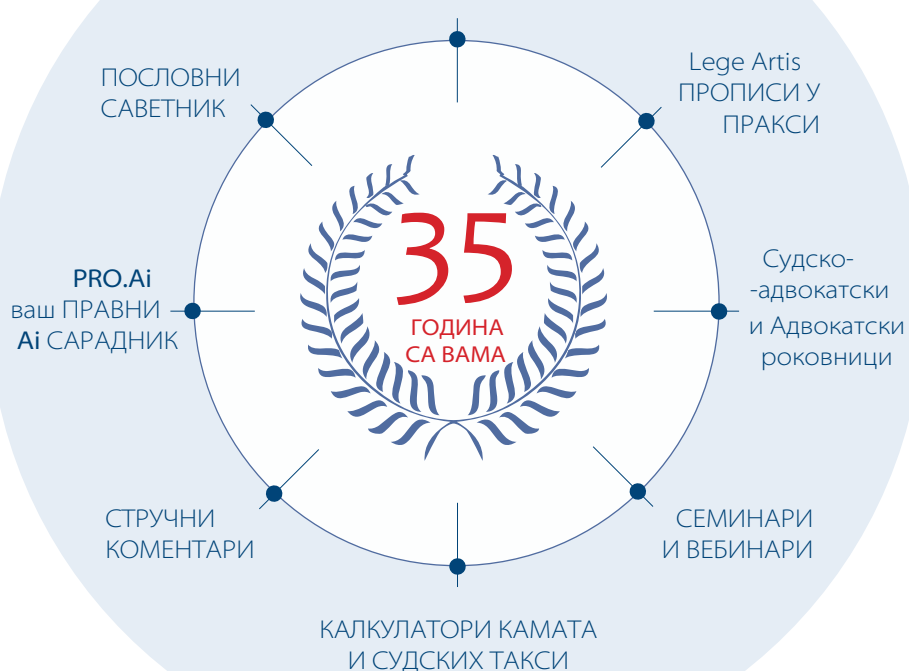 ПОСЛОВНИ
САВЕТНИК
Lege Artis
ПРОПИСИ У
ПРАКСИ
PRO.Ai
ваш ПРАВНИ
Ai САРАДНИК
35
ГОДИНА
СА ВАМА
Судско-
-адвокатски
и Адвокатски
роковници
СТРУЧНИ
КОМЕНТАРИ
СЕМИНАРИ
И ВЕБИНАРИ
КАЛКУЛАТОРИ КАМАТА
И СУДСКИХ ТАКСИ